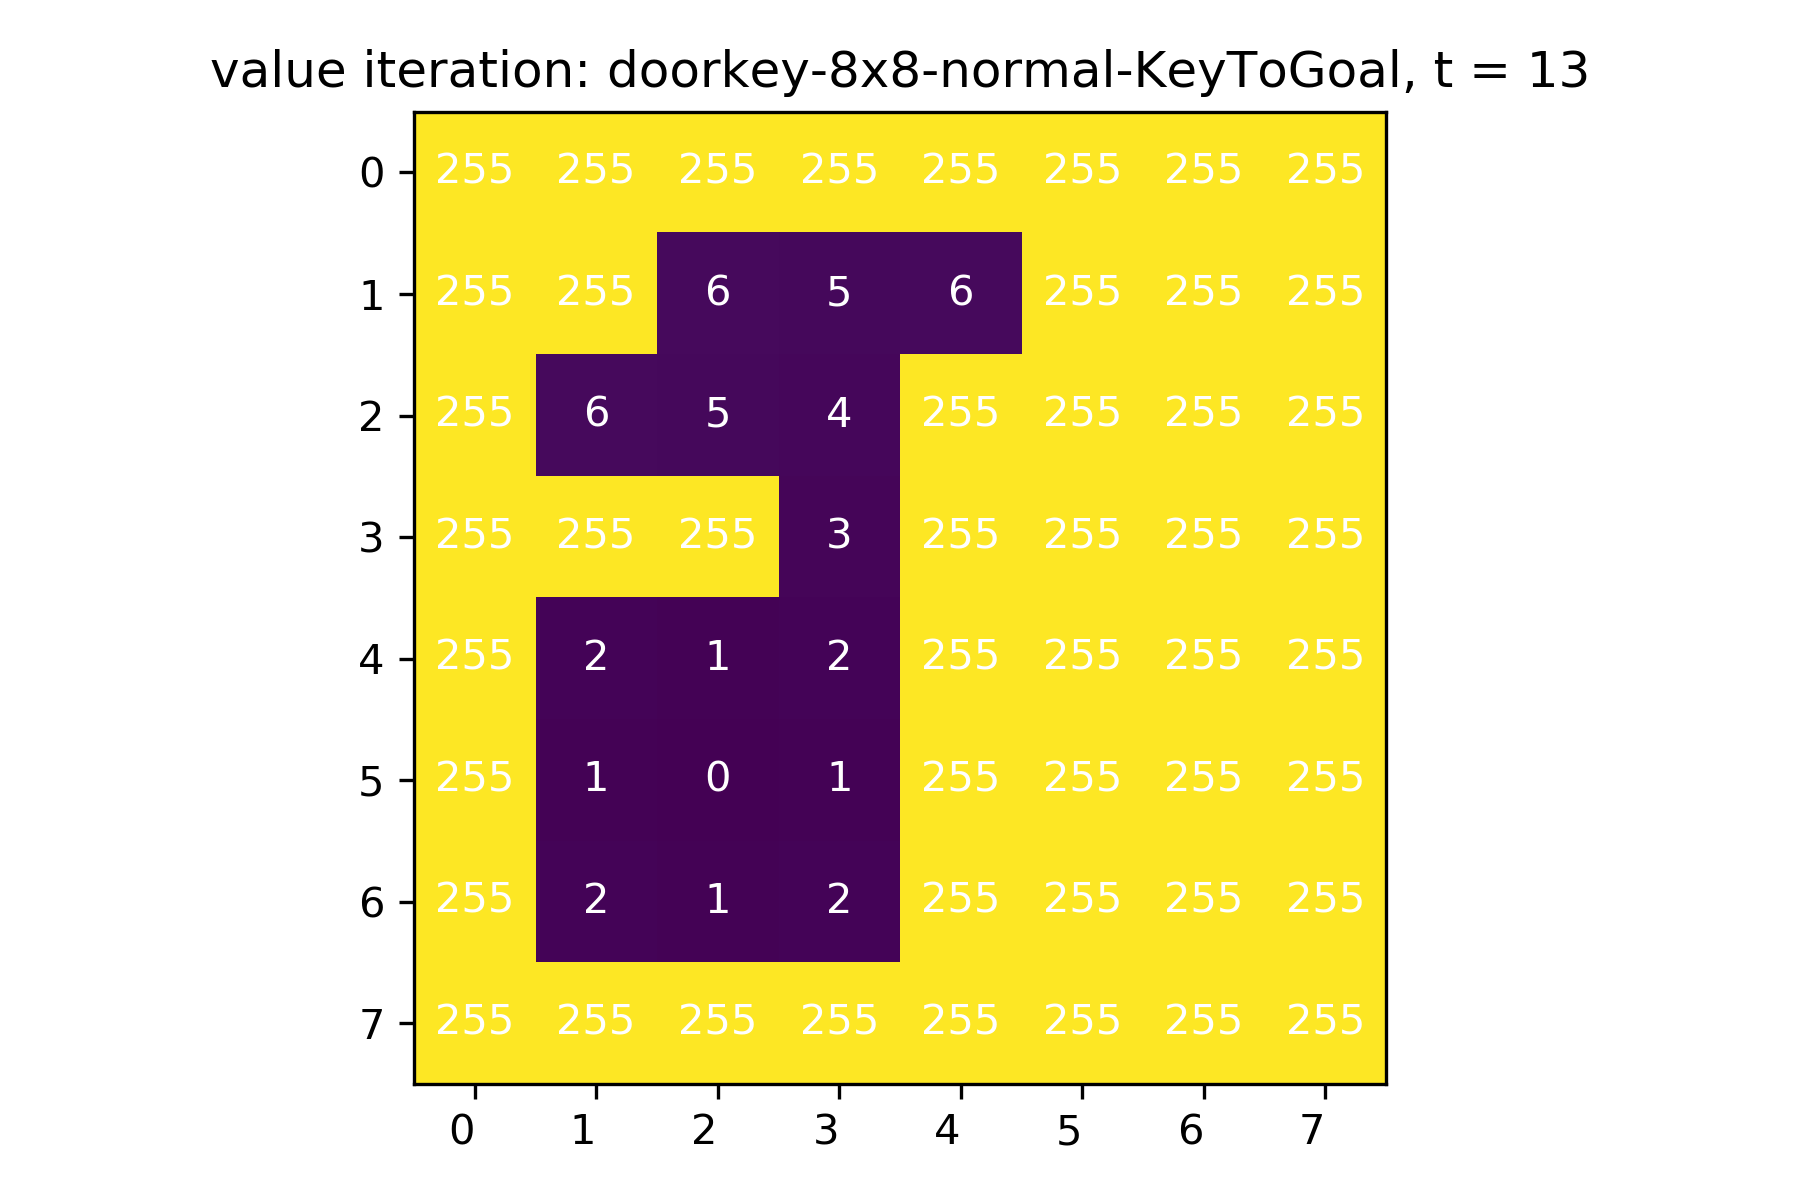 value iteration: doorkey-8x8-normal-KeyToGoal, t = 13
0 255 255 255 255 255 255 255 255
1 255 255 6 5 6 255 255 255
2 255 6 5 4 255 255 255 255
3 255 255 255 3 255 255 255 255
4 255 2 1 2 255 255 255 255
5 255 1 0 1 255 255 255 255
6 255 2 1 2 255 255 255 255
7 255 255 255 255 255 255 255 255
0 1 2 3 4 5 6 7